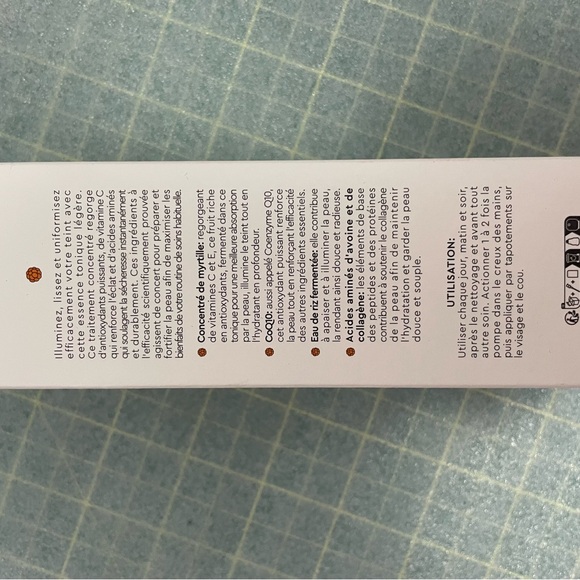 Illuminez, lissez et uniformisez
efficacement votre teint avec
cette essence tonique légère.
Ce traitement concentré regorge
d'antioxydants puissants, de vitamine C
qui renforce l'éclat et d'acides aminés
qui soulagent la sécheresse instantanément
et durablement. Ces ingrédients à
l'efficacité scientifiquement prouvée
agissent de concert pour préparer et
fortifier la peau afin de maximiser les
bienfaits de votre routine de soins habituelle.
Concentré de myrtille: regorgeant
de vitamines C et E, ce fruit riche
en antioxydants, fermenté dans ce
tonique pour une meilleure absorption
par la peau, illumine le teint tout en
l'hydratant en profondeur.
CoQ10: aussi appelé Coenzyme Q10,
cet antioxydant puissant renforce
la peau tout en renforçant l'efficacité
des autres ingrédients essentiels.
Eau de riz fermentée: elle contribue
à apaiser et à illuminer la peau,
la rendant ainsi douce et radieuse.
Acides aminés d'avoine et de
collagène: les éléments de base
des peptides et des protéines
contribuent à soutenir le collagène
de la peau afin de maintenir
l'hydratation et garder la peau
douce et souple.
UTILISATION:
Utiliser chaque jour, matin et soir,
après le nettoyage et avant tout
autre soin. Actionner 1 à 2 fois la
pompe dans le creux des mains,
puis appliquer par tapotements sur
le visage et le cou.